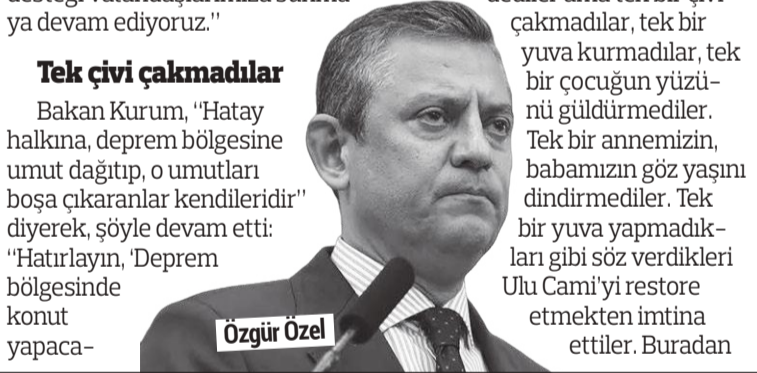 ya devam ediyoruz.”
Tek çivi çakmadılar
Bakan Kurum, “Hatay
halkına, deprem bölgesine
umut dağıtıp, o umutları
boşa çıkaranlar kendileridir”
diyerek, şöyle devam etti:
“Hatırlayın, ‘Deprem
bölgesinde
konut
yapaca-
Özgür Özel
çakmadılar, tek bir
yuva kurmadılar, tek
bir çocuğun yüzü-
nü güldürmediler.
Tek bir annemizin,
babamızın göz yaşını
dindirmediler. Tek
bir yuva yapmadık-
ları gibi söz verdikleri
Ulu Cami’yi restore
etmekten imtina
ettiler. Buradan